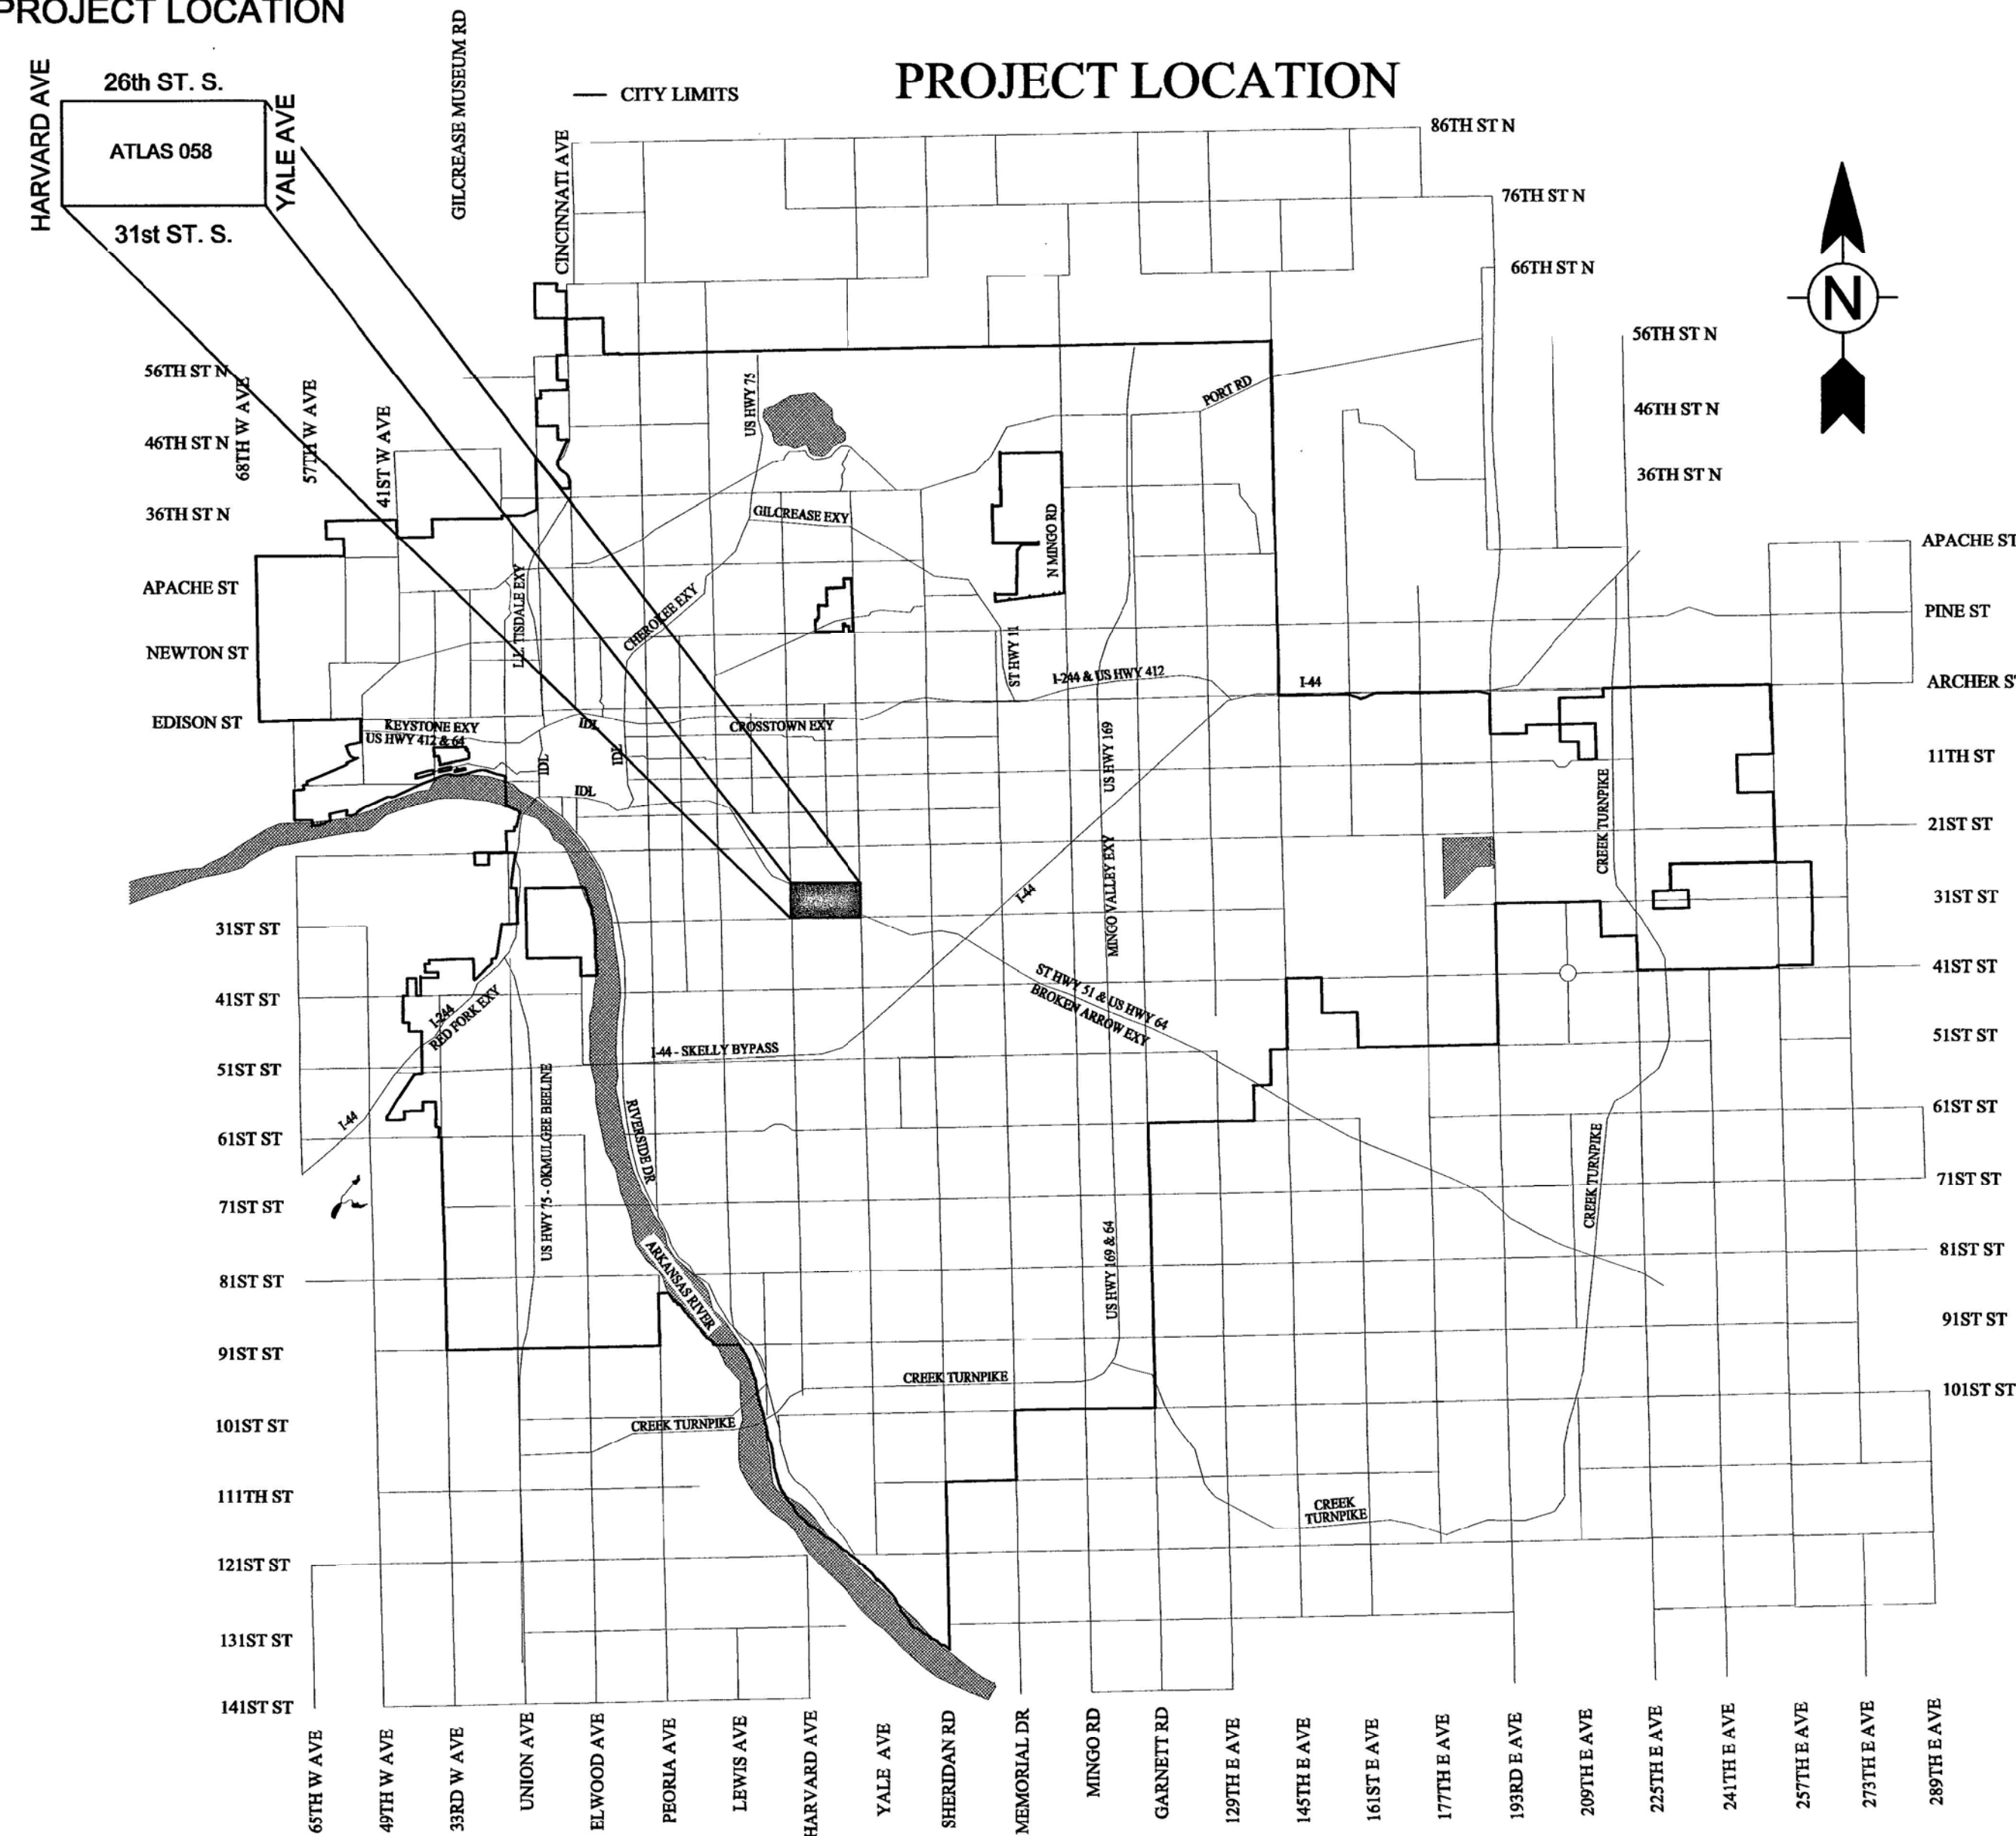 PROJECT LOCATION
HARVARD AVE
26th ST. S.
YALE AVE
ATLAS 058
31st ST. S.
GILCREASE MUSEUM RD
CITY LIMITS
PROJECT LOCATION
CINCINNATI AVE
86TH ST N
76TH ST N
66TH ST N
N
56TH ST N
46TH ST N
36TH ST N
APACHE ST
PINE ST
ARCHER ST
11TH ST
21ST ST
31ST ST
41ST ST
51ST ST
61ST ST
71ST ST
81ST ST
91ST ST
101ST ST
56TH ST N
68TH W AVE
57TH W AVE
41ST W AVE
46TH ST N
36TH ST N
APACHE ST
NEWTON ST
EDISON ST
US HWY 75
PORT RD
GILCREASE EXY
N MINGO RD
L.L. TISDALE EXY
CHEROKEE EXY
ST HWY 11
I-244 & US HWY 412
I-44
KEYSTONE EXY
US HWY 412 & 64
IDL
CROSSTOWN EXY
IDL
IDL
IDL
US HWY 169
CREEK TURNPIKE
MINGO VALLEY EXY
I-44
31ST ST
41ST ST
51ST ST
61ST ST
71ST ST
81ST ST
91ST ST
101ST ST
111TH ST
121ST ST
131ST ST
141ST ST
I-244
RED FORK EXY
ST HWY 51 & US HWY 64
BROKEN ARROW EXY
I-44 - SKELLY BYPASS
I-44
US HWY 75 - OKMULGEE BEELINE
RIVERSIDE DR
ARKANSAS RIVER
US HWY 169 & 64
CREEK TURNPIKE
CREEK TURNPIKE
CREEK TURNPIKE
CREEK
TURNPIKE
65TH W AVE
49TH W AVE
33RD W AVE
UNION AVE
ELWOOD AVE
PEORIA AVE
LEWIS AVE
HARVARD AVE
YALE AVE
SHERIDAN RD
MEMORIAL DR
MINGO RD
GARNETT RD
129TH E AVE
145TH E AVE
161ST E AVE
177TH E AVE
193RD E AVE
209TH E AVE
225TH E AVE
241TH E AVE
257TH E AVE
273TH E AVE
289TH E AVE